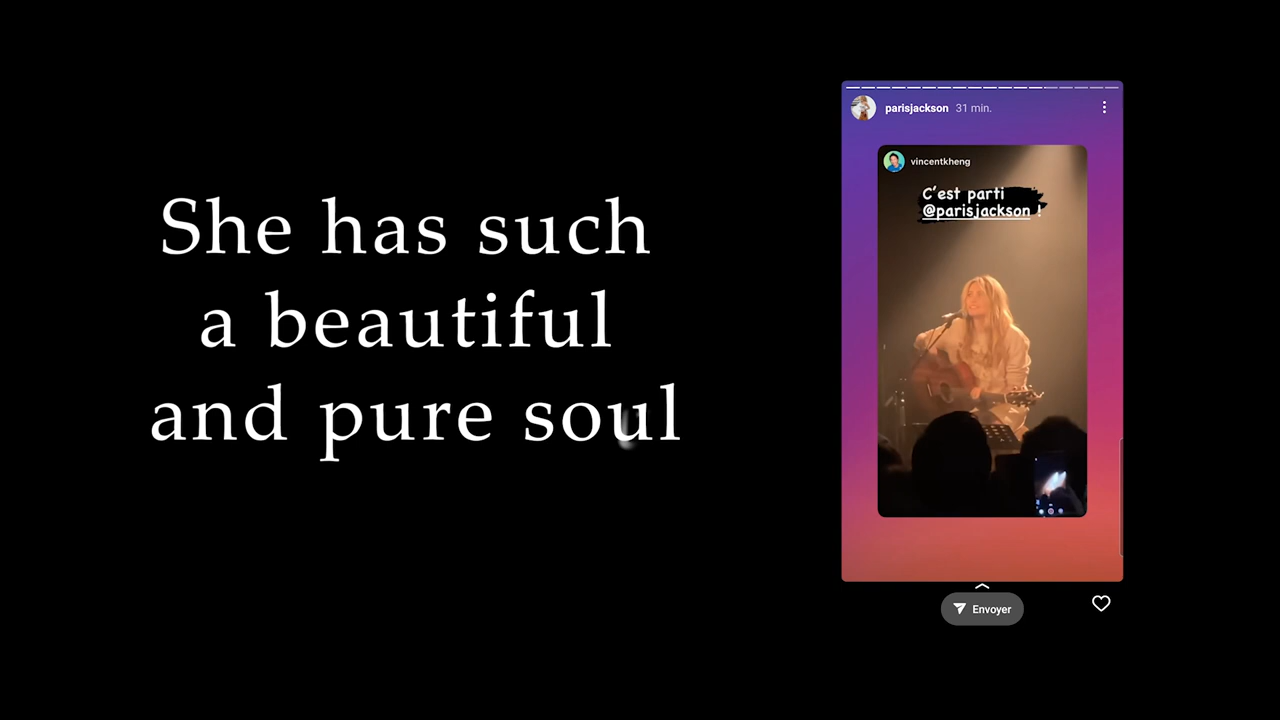 She has such
a beautiful
and pure soul
parisjackson 31 min.
vincentkheng
C'est parti
@parisjackson !
Envoyer